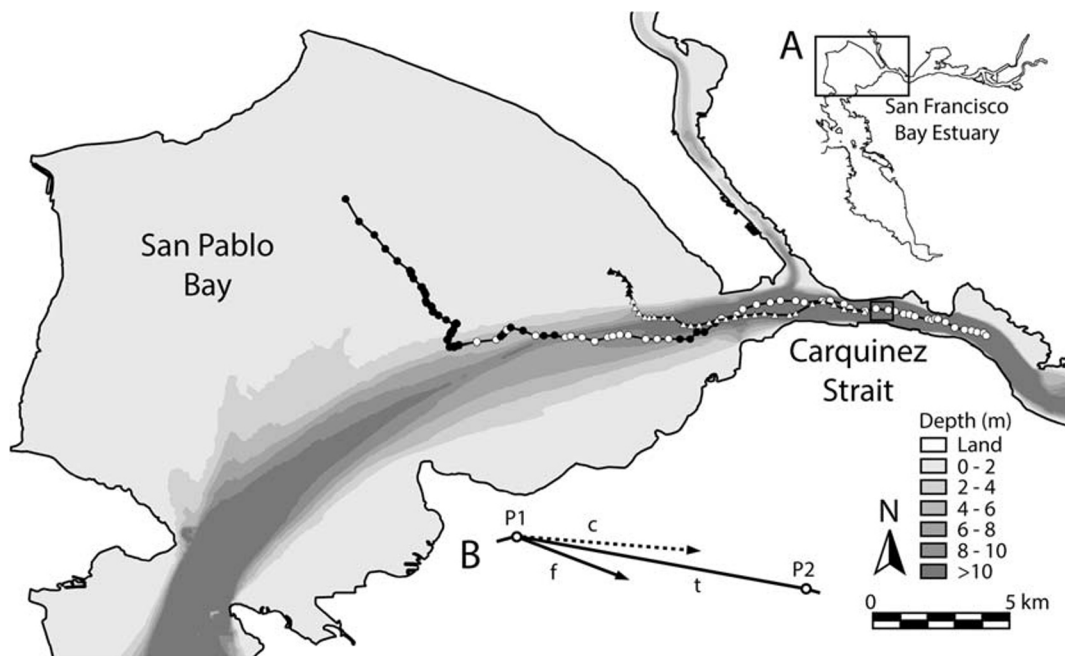 A
San Francisco
Bay Estuary
San Pablo
Bay
Carquinez
Strait
Depth (m)
Land
0 - 2
2 - 4
4 - 6
6 - 8
8 - 10
>10
N
0 5 km
B
P1
c
f
t
P2